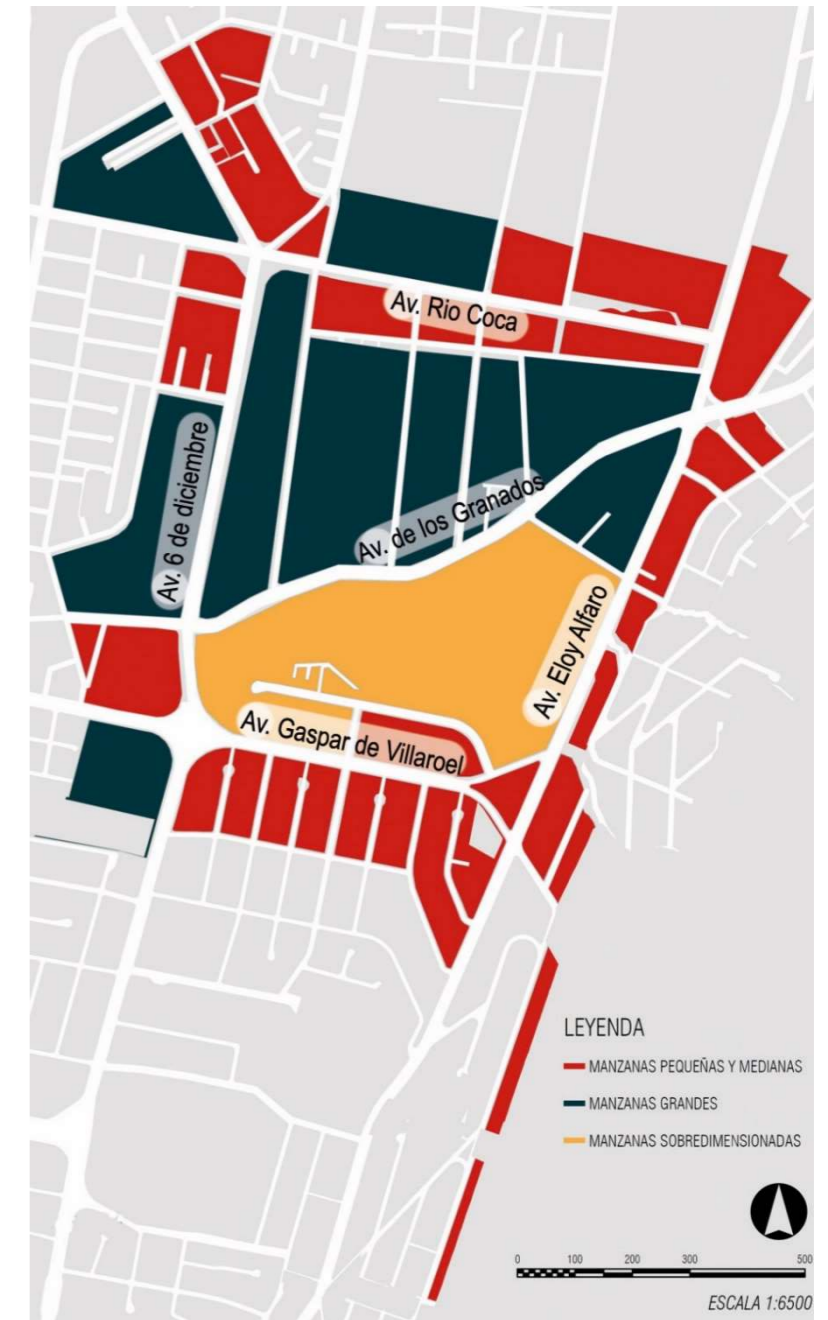 Av. Rio Coca
Av. 6 de diciembre
Av. de los Granados
Av. Eloy Alfaro
Av. Gaspar de Villaroel
LEYENDA
MANZANAS PEQUEÑAS Y MEDIANAS
MANZANAS GRANDES
MANZANAS SOBREDIMENSIONADAS
0 100 200 300 500
ESCALA 1:6500